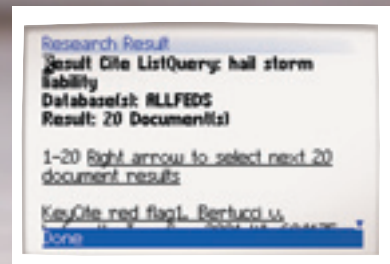 Research Result
Result Cite ListQuery: hail storm
liability
Database(s): ALLFEDS
Result: 20 Document(s)
1-20 Right arrow to select next 20
document results
KeyCite red flag1. Bertucci v.
Done